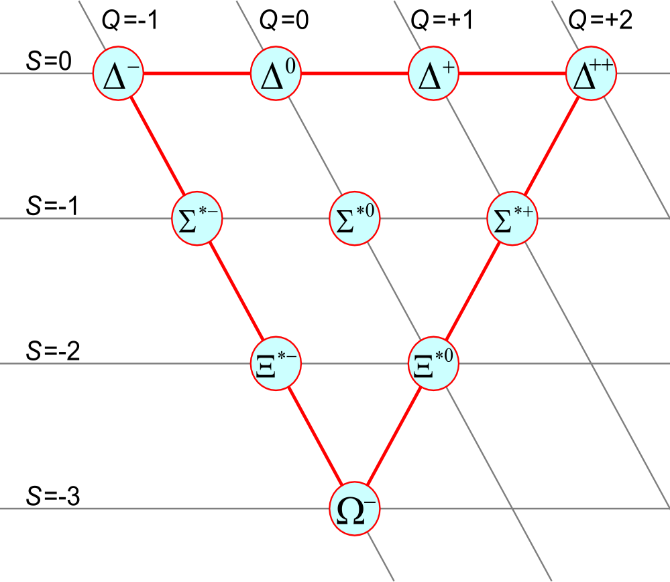 Q=-1 Q=0 Q=+1 Q=+2
S=0 Δ⁻ Δ⁰ Δ⁺ Δ⁺⁺
S=-1 Σ*⁻ Σ*⁰ Σ*⁺
S=-2 Ξ*⁻ Ξ*⁰
S=-3 Ω⁻